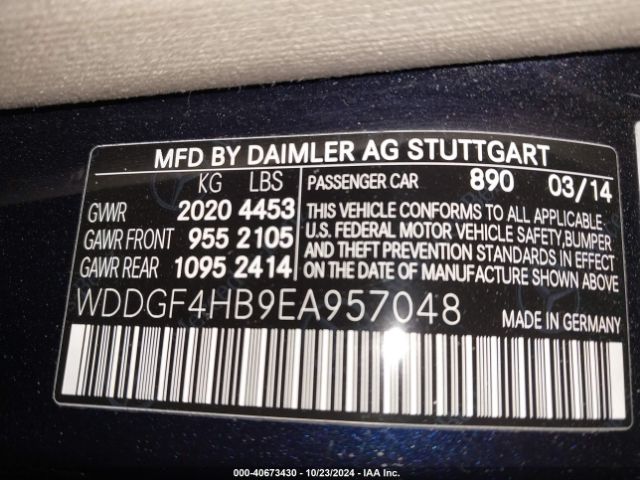 MFD BY DAIMLER AG STUTTGART
KG LBS
GVWR 2020 4453
GAWR FRONT 955 2105
GAWR REAR 1095 2414
PASSENGER CAR 890 03/14
THIS VEHICLE CONFORMS TO ALL APPLICABLE
U.S. FEDERAL MOTOR VEHICLE SAFETY,BUMPER
AND THEFT PREVENTION STANDARDS IN EFFECT
ON THE DATE OF MANUFACTURE SHOWN ABOVE.
WDDGF4HB9EA957048
MADE IN GERMANY
000-40673430 - 10/23/2024 - IAA Inc.